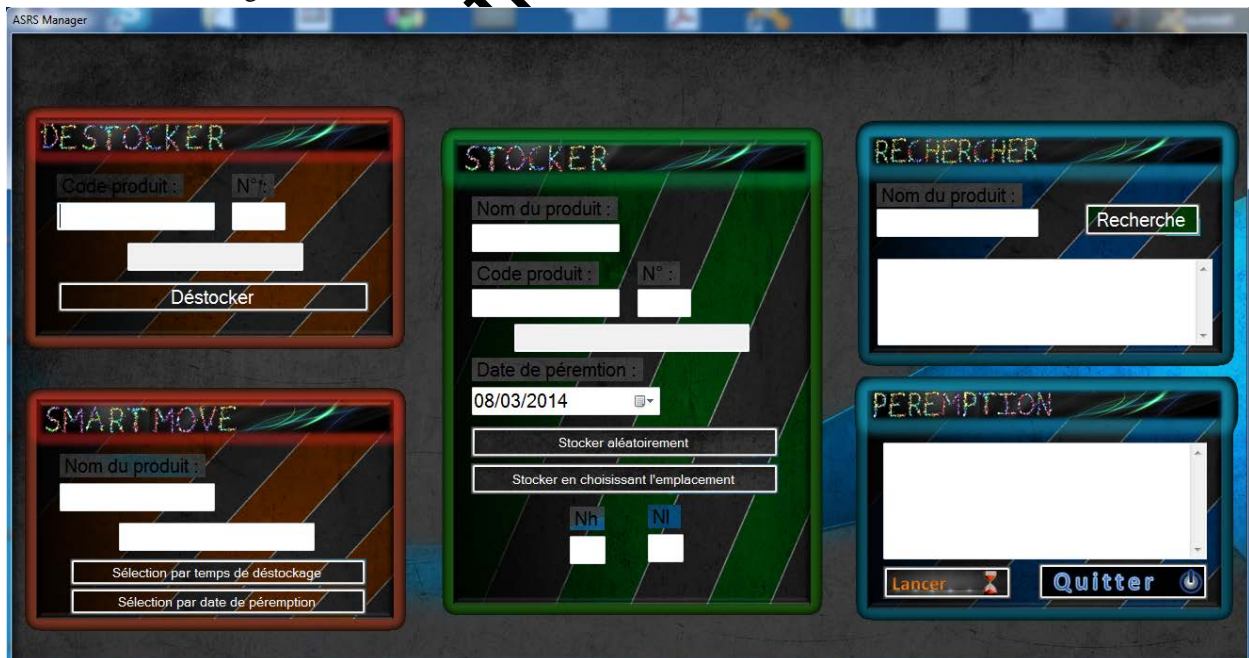 ASRS Manager
DESTOCKER
Code produit :
N° :
Déstocker
SMART MOVE
Nom du produit :
Sélection par temps de déstockage
Sélection par date de péremption
STOCKER
Nom du produit :
Code produit :
N° :
Date de péremtion :
08/03/2014
Stocker aléatoirement
Stocker en choisissant l'emplacement
Nh
Nl
RECHERCHER
Nom du produit :
Recherche
PEREMPTION
Lancer
Quitter